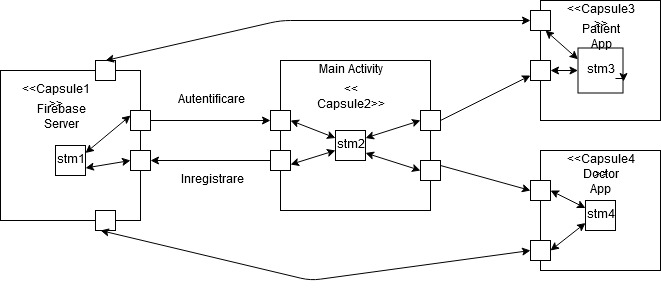 <<Capsule1
>>
Firebase
Server
stm1
Autentificare
Inregistrare
Main Activity
<<
Capsule2>>
stm2
<<Capsule3
>>
Patient
App
stm3
<<Capsule4
>>
Doctor
App
stm4